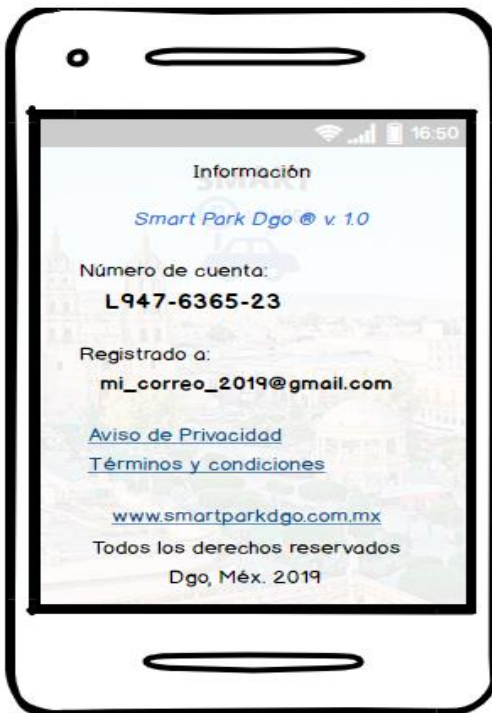 16:50
Información
SMART
Smart Park Dgo ® v. 1.0
Número de cuenta:
L947-6365-23
Registrado a:
mi_correo_2019@gmail.com
Aviso de Privacidad
Términos y condiciones
www.smartparkdgo.com.mx
Todos los derechos reservados
Dgo, Méx. 2019